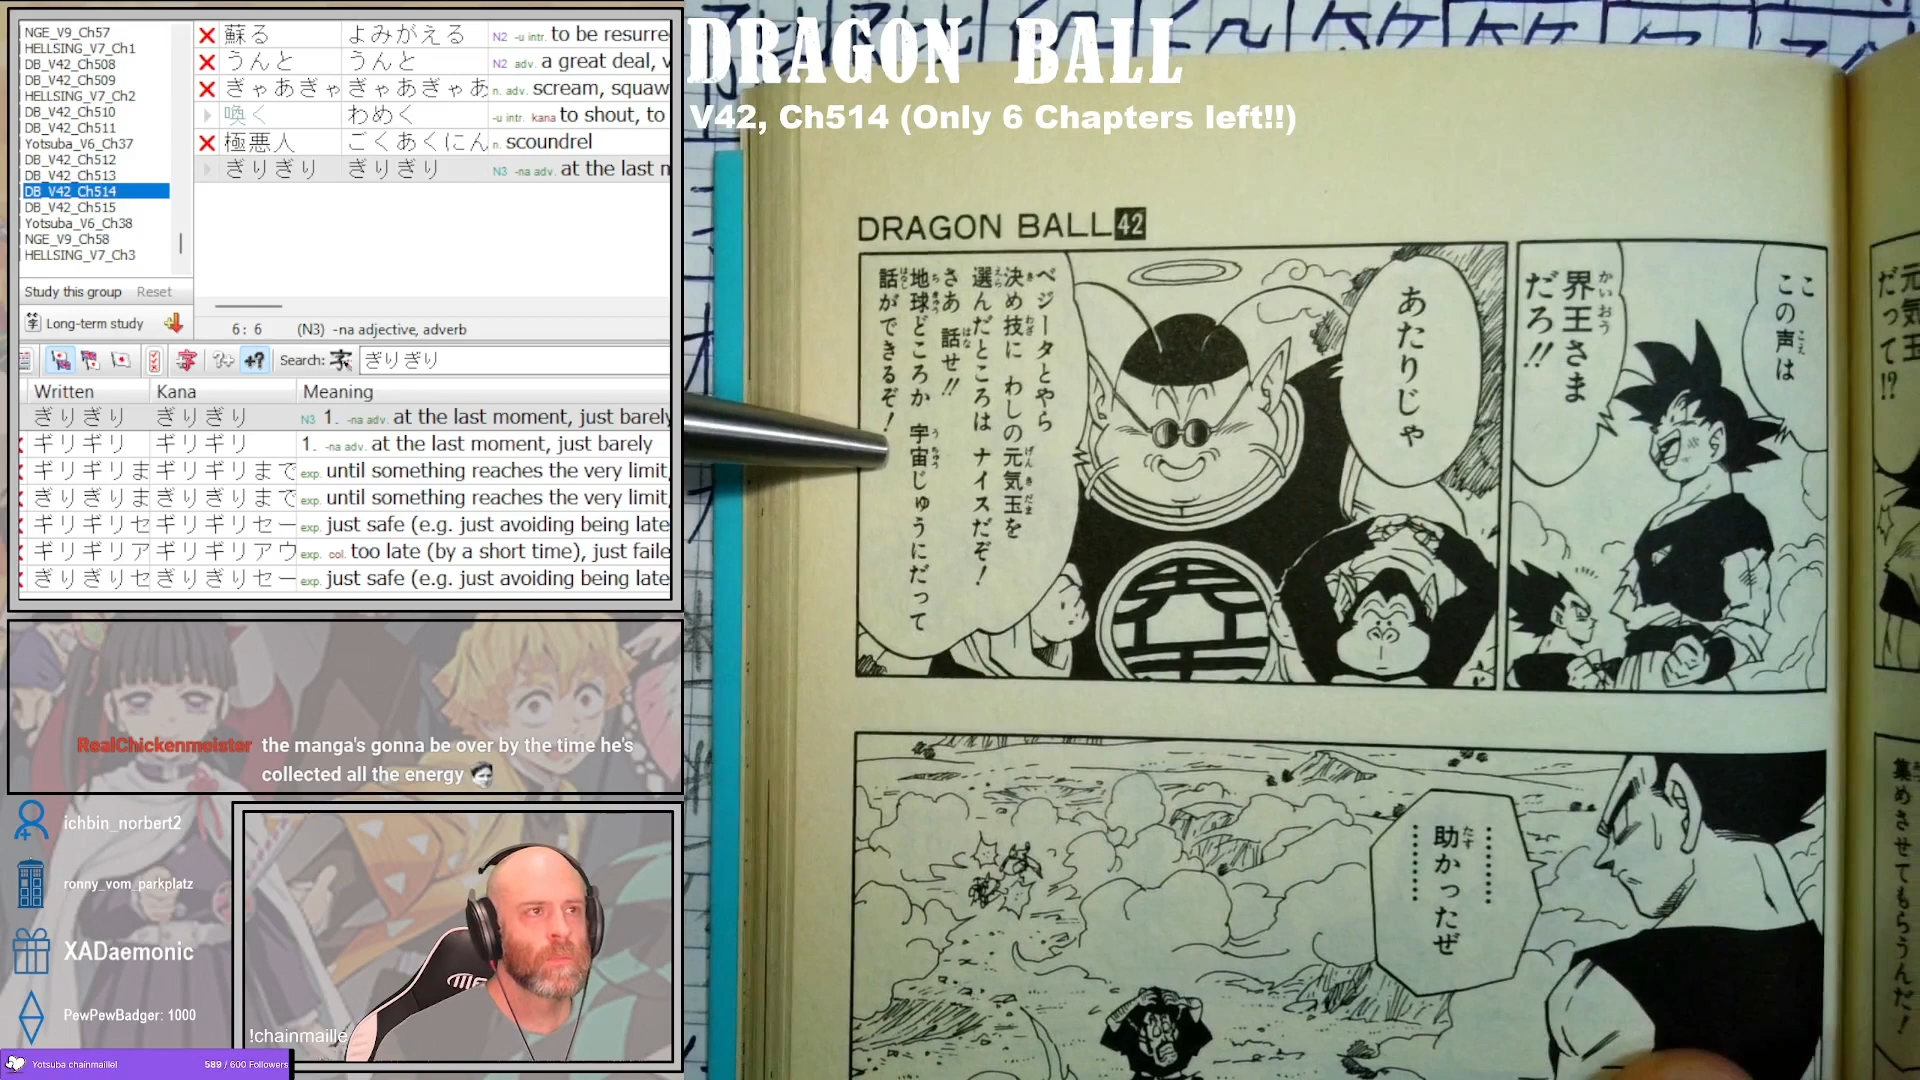 NGE_V9_Ch57
HELLSING_V7_Ch1
DB_V42_Ch508
DB_V42_Ch509
HELLSING_V7_Ch2
DB_V42_Ch510
DB_V42_Ch511
Yotsuba_V6_Ch37
DB_V42_Ch512
DB_V42_Ch513
DB_V42_Ch514
DB_V42_Ch515
Yotsuba_V6_Ch38
NGE_V9_Ch58
HELLSING_V7_Ch3
Study this group Reset
Long-term study
蘇る よみがえる N2 -u intr. to be resurre
うんと うんと N2 adv. a great deal, v
ぎゃあぎゃ ぎゃあぎゃあ n. adv. scream, squaw
喚く わめく -u intr. kana to shout, to
極悪人 ごくあくにん n. scoundrel
ぎりぎり ぎりぎり N3 -na adv. at the last m
6: 6 (N3) -na adjective, adverb
Search: 字 ぎりぎり
Written Kana Meaning
ぎりぎり ぎりぎり N3 1. -na adv. at the last moment, just barely
ギリギリ ギリギリ 1. -na adv. at the last moment, just barely
ギリギリま ギリギリまで exp. until something reaches the very limit,
ぎりぎりま ぎりぎりまで exp. until something reaches the very limit,
ギリギリセ ギリギリセー exp. just safe (e.g. just avoiding being late
ギリギリア ギリギリアウ exp. col. too late (by a short time), just faile
ぎりぎりセ ぎりぎりセー exp. just safe (e.g. just avoiding being late
RealChickenmeister the manga's gonna be over by the time he's
collected all the energy
ichbin_norbert2
ronny_vom_parkplatz
XADaemonic
PewPewBadger: 1000
!chainmaille
Yotsuba chainmaille! 589 / 600 Followers
DRAGON BALL
V42, Ch514 (Only 6 Chapters left!!)
DRAGON BALL 42
元気玉
だって!?
こ
この声は
界王さま
だろ!!
あたりじゃ
ベジータとやら
決め技に わしの元気玉を
選んだところは ナイスだぞ!
さあ 話せ!!
地球どころか 宇宙じゅうにだって
話ができるぞ!
集めさせてもらうんだ!
………
助かったぜ
………